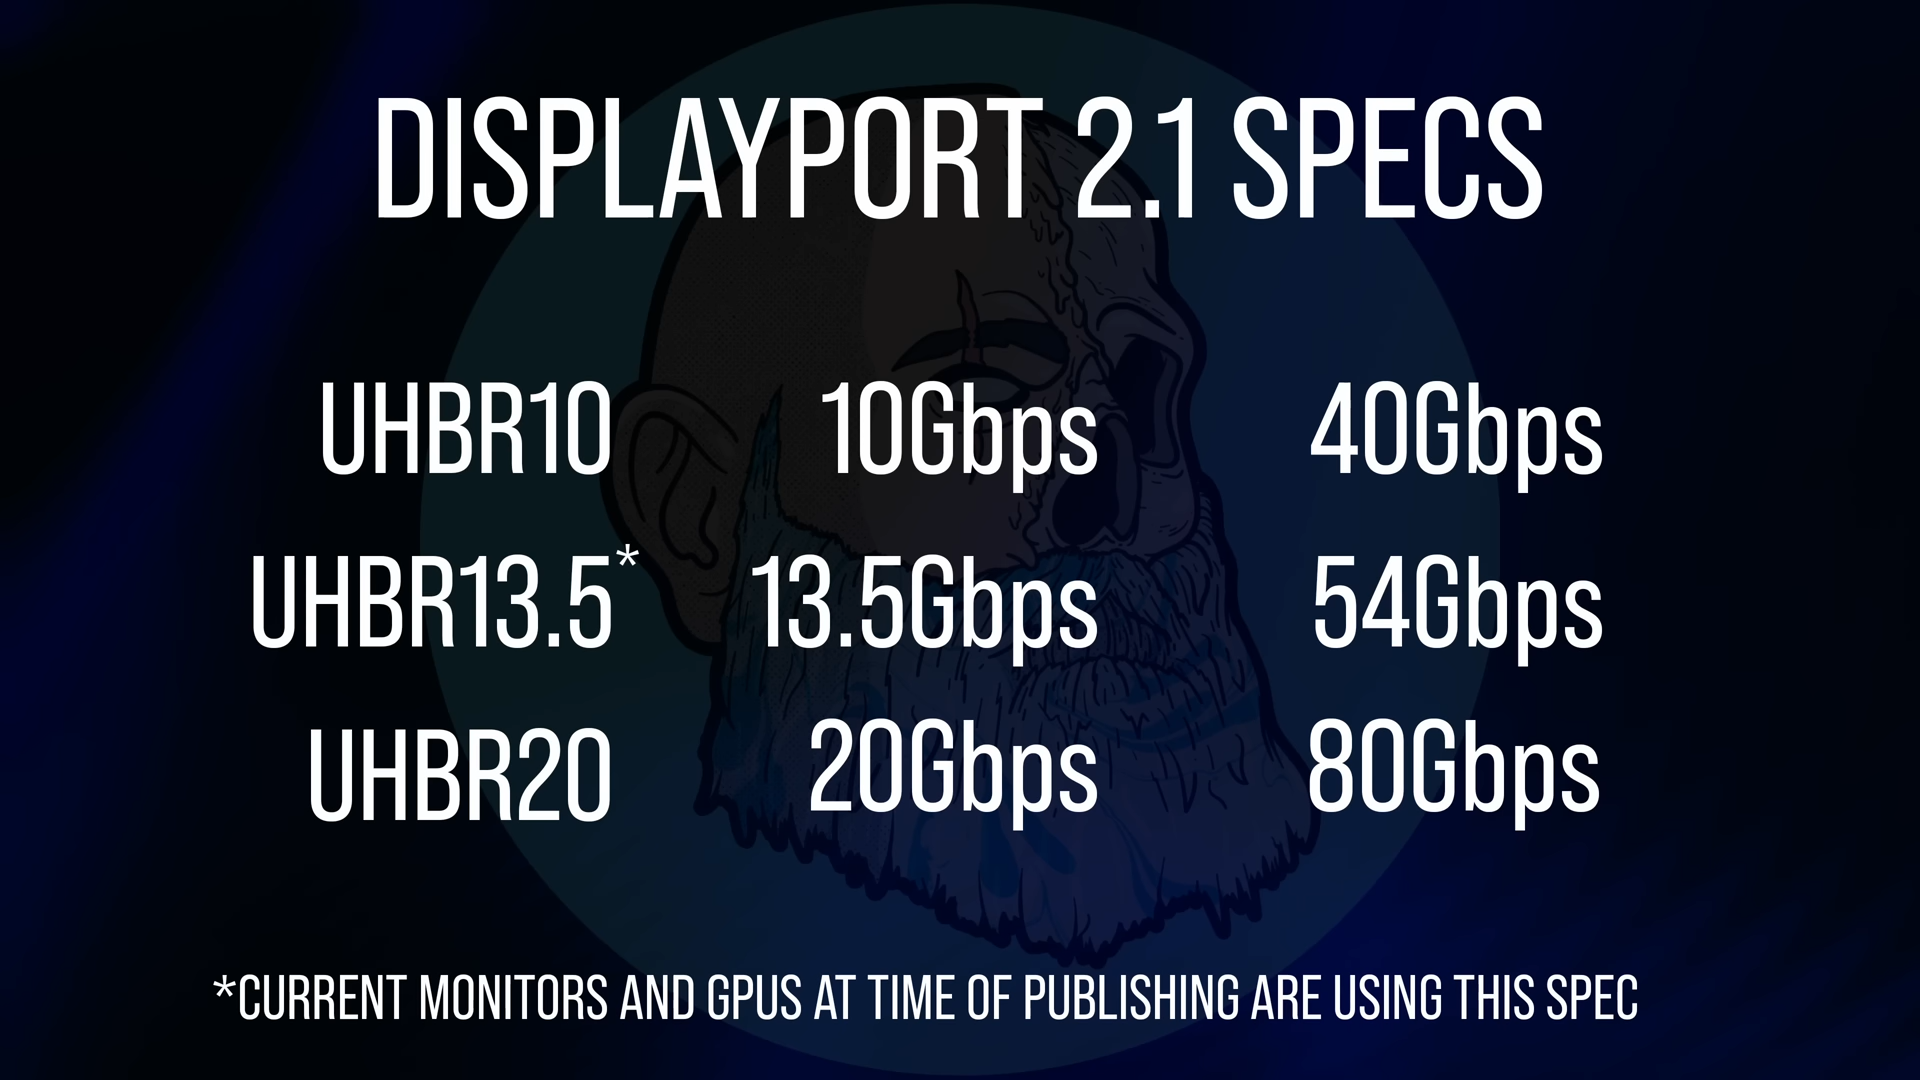 DISPLAYPORT 2.1 SPECS
UHBR10 10Gbps 40Gbps
UHBR13.5* 13.5Gbps 54Gbps
UHBR20 20Gbps 80Gbps
*CURRENT MONITORS AND GPUS AT TIME OF PUBLISHING ARE USING THIS SPEC